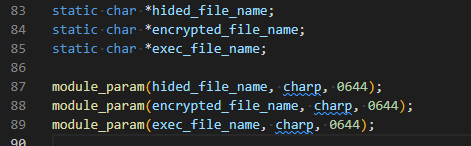 83 static char *hided_file_name;
84 static char *encrypted_file_name;
85 static char *exec_file_name;
86
87 module_param(hided_file_name, charp, 0644);
88 module_param(encrypted_file_name, charp, 0644);
89 module_param(exec_file_name, charp, 0644);
90